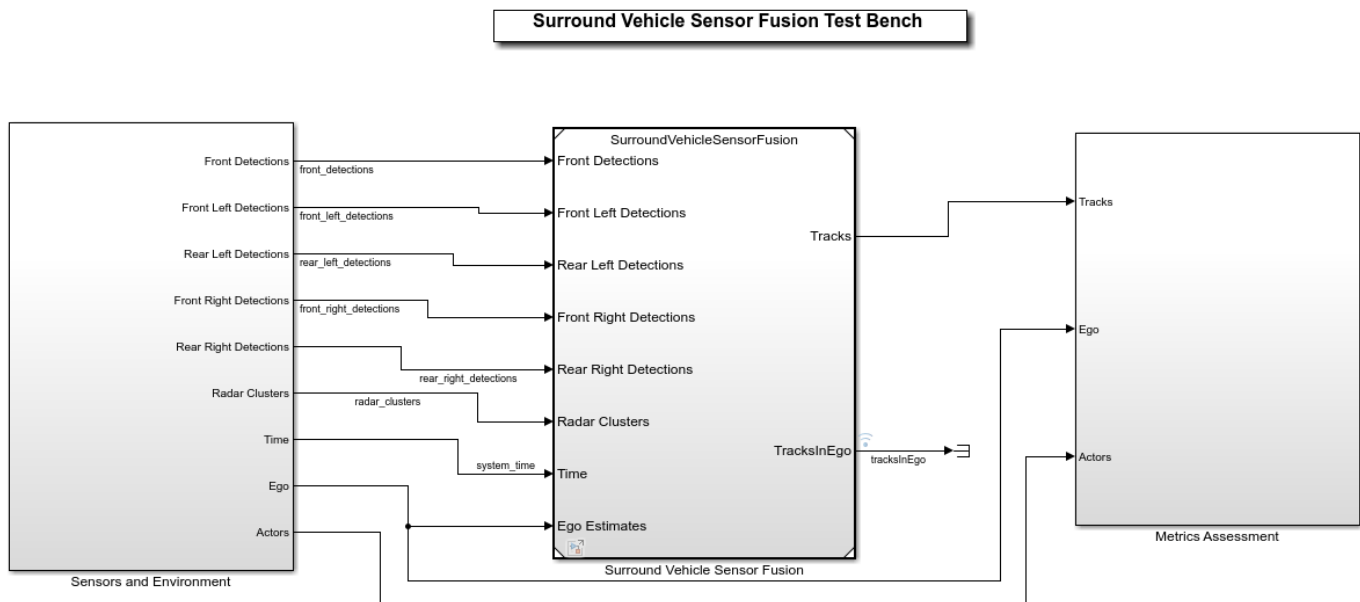 Surround Vehicle Sensor Fusion Test Bench
Front Detections
Front Left Detections
Rear Left Detections
Front Right Detections
Rear Right Detections
Radar Clusters
Time
Ego
Actors
Sensors and Environment
front_detections
front_left_detections
rear_left_detections
front_right_detections
rear_right_detections
radar_clusters
system_time
SurroundVehicleSensorFusion
Front Detections
Front Left Detections
Rear Left Detections
Front Right Detections
Rear Right Detections
Radar Clusters
Time
Ego Estimates
Tracks
TracksInEgo
Surround Vehicle Sensor Fusion
tracksInEgo
Tracks
Ego
Actors
Metrics Assessment